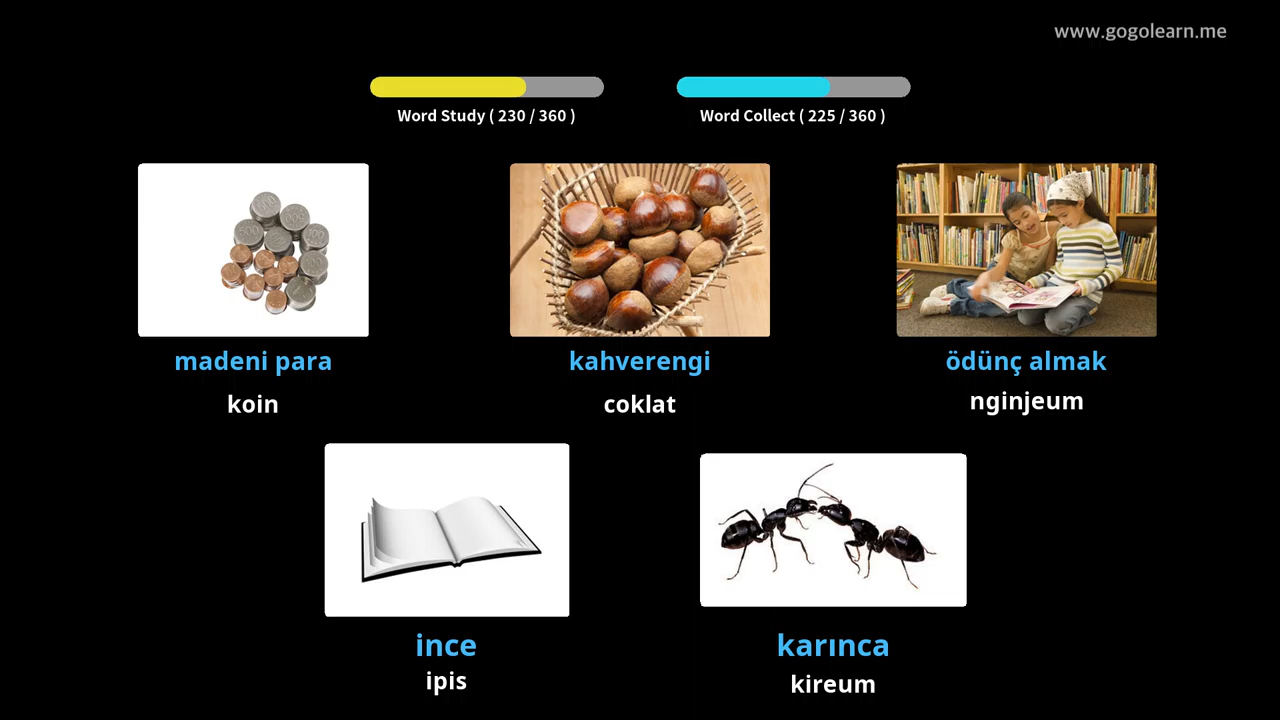 www.gogolearn.me
Word Study ( 230 / 360 )
Word Collect ( 225 / 360 )
madeni para
kahverengi
ödünç almak
koin
coklat
nginjeum
ince
karınca
ipis
kireum